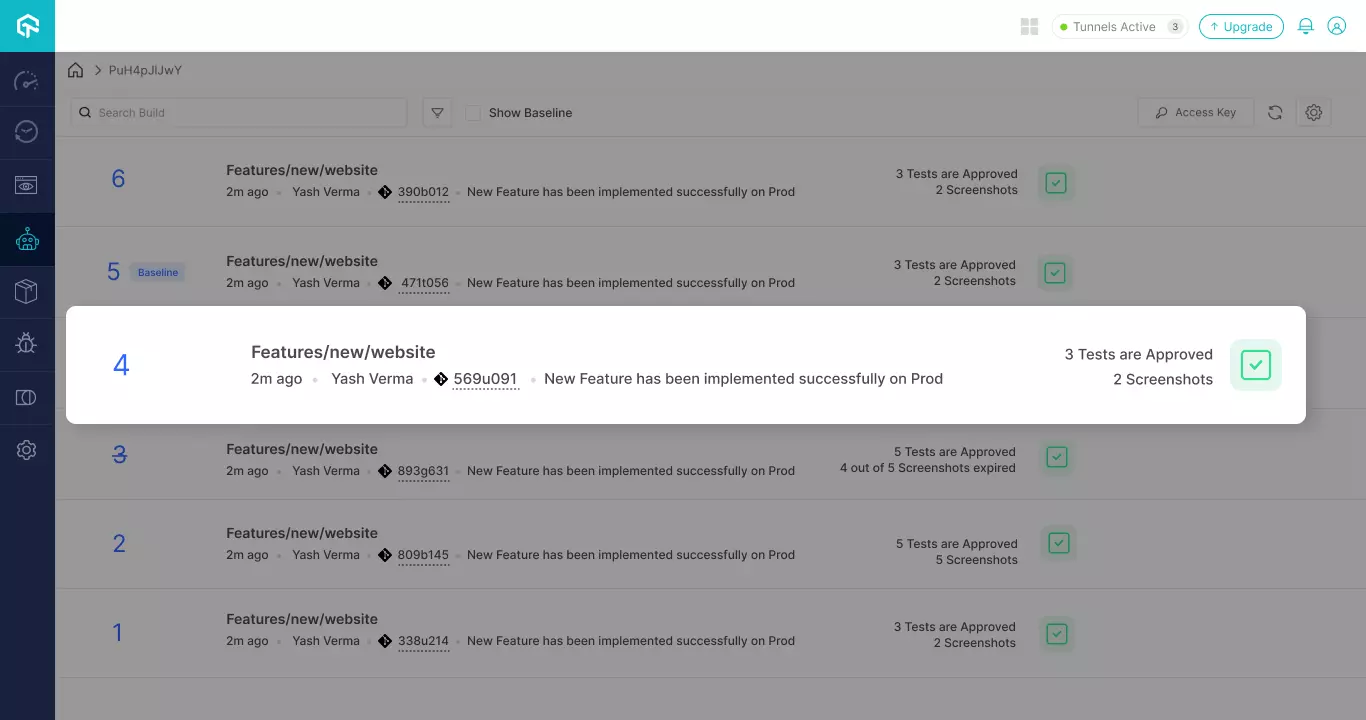 Tunnels Active 3
↑ Upgrade
PuH4pJlJwY
Search Build
Show Baseline
Access Key
6
Features/new/website
2m ago Yash Verma 390b012 New Feature has been implemented successfully on Prod
3 Tests are Approved
2 Screenshots
5 Baseline
Features/new/website
2m ago Yash Verma 471t056 New Feature has been implemented successfully on Prod
3 Tests are Approved
2 Screenshots
4
Features/new/website
2m ago Yash Verma 569u091 New Feature has been implemented successfully on Prod
3 Tests are Approved
2 Screenshots
3
Features/new/website
2m ago Yash Verma 893g631 New Feature has been implemented successfully on Prod
5 Tests are Approved
4 out of 5 Screenshots expired
2
Features/new/website
2m ago Yash Verma 809b145 New Feature has been implemented successfully on Prod
5 Tests are Approved
5 Screenshots
1
Features/new/website
2m ago Yash Verma 338u214 New Feature has been implemented successfully on Prod
3 Tests are Approved
2 Screenshots